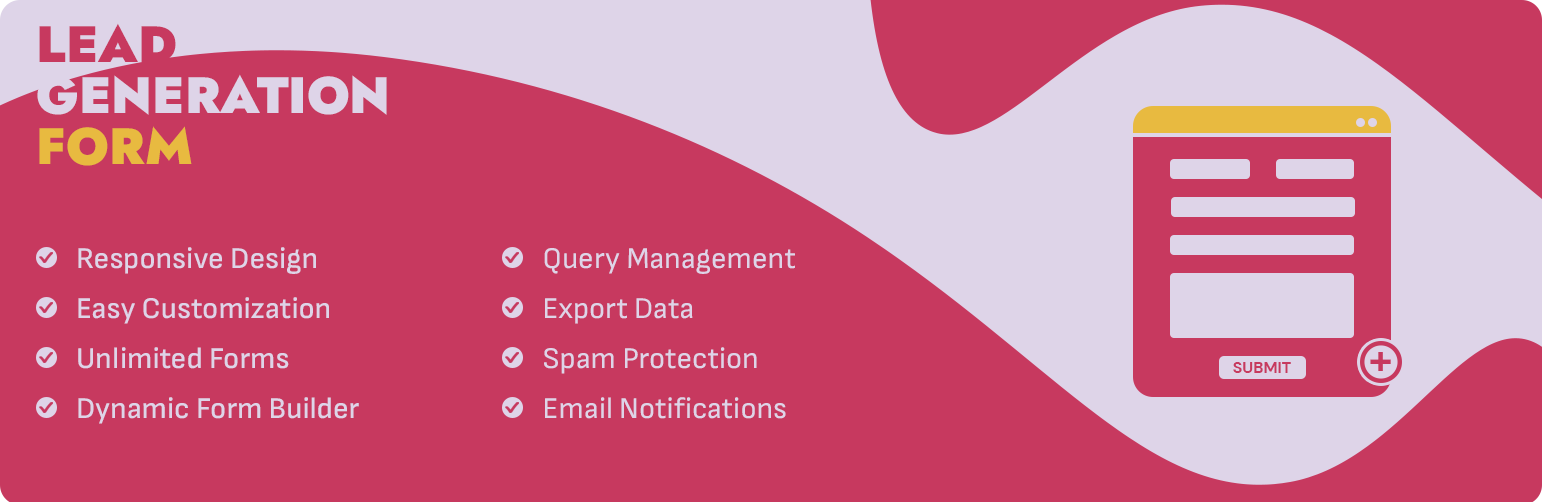 LEAD
GENERATION
FORM
Responsive Design
Easy Customization
Unlimited Forms
Dynamic Form Builder
Query Management
Export Data
Spam Protection
Email Notifications
SUBMIT